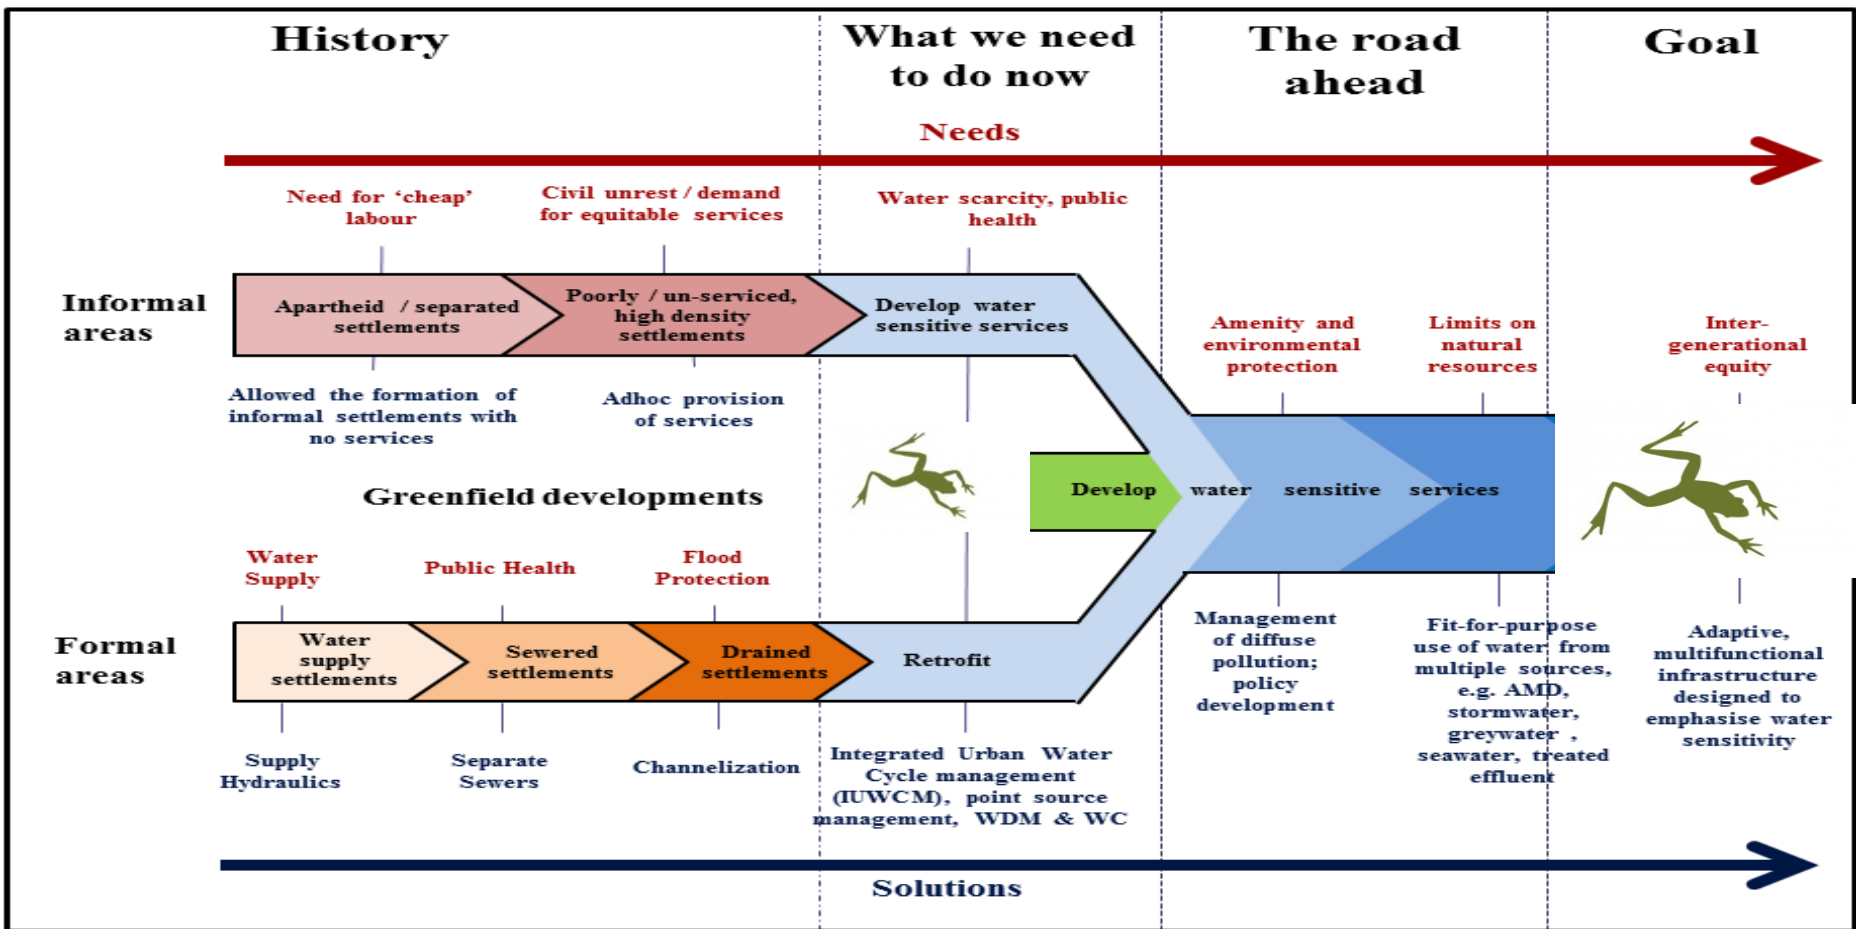 History
What we need
to do now
The road
ahead
Goal
Needs
Need for ‘cheap’
labour
Civil unrest / demand
for equitable services
Water scarcity, public
health
Informal
areas
Apartheid / separated
settlements
Poorly / un-serviced,
high density
settlements
Develop water
sensitive services
Amenity and
environmental
protection
Limits on
natural
resources
Inter-
generational
equity
Allowed the formation of
informal settlements with
no services
Adhoc provision
of services
Greenfield developments
Develop water sensitive services
Water
Supply
Public Health
Flood
Protection
Formal
areas
Water
supply
settlements
Sewered
settlements
Drained
settlements
Retrofit
Management
of diffuse
pollution;
policy
development
Fit-for-purpose
use of water from
multiple sources,
e.g. AMD,
stormwater,
greywater ,
seawater, treated
effluent
Adaptive,
multifunctional
infrastructure
designed to
emphasise water
sensitivity
Supply
Hydraulics
Separate
Sewers
Channelization
Integrated Urban Water
Cycle management
(IUWCM), point source
management, WDM & WC
Solutions